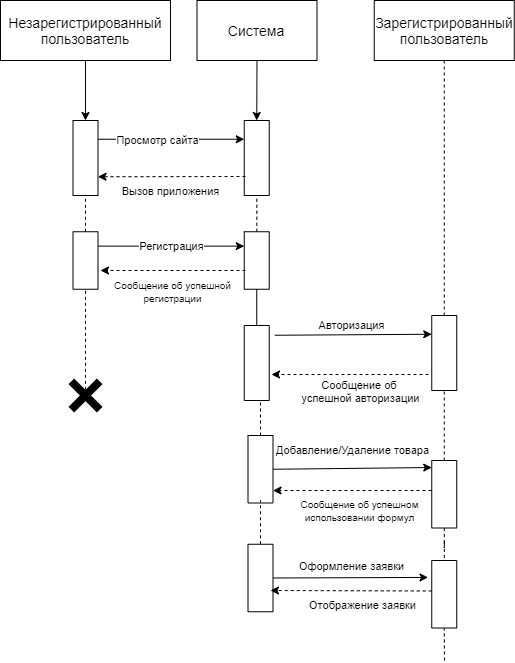 Незарегистрированный
пользователь
Система
Зарегистрированный
пользователь
Просмотр сайта
Вызов приложения
Регистрация
Сообщение об успешной
регистрации
Авторизация
Сообщение об
успешной авторизации
Добавление/Удаление товара
Сообщение об успешном
использовании формул
Оформление заявки
Отображение заявки